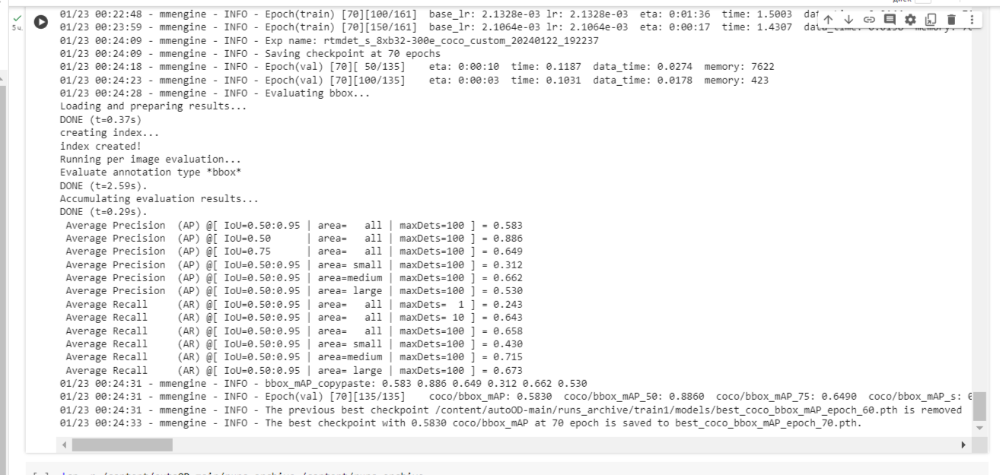 01/23 00:22:48 - mmengine - INFO - Epoch(train) [70][100/161] base_lr: 2.1328e-03 lr: 2.1328e-03 eta: 0:01:36 time: 1.5003
5ч.
01/23 00:23:59 - mmengine - INFO - Epoch(train) [70][150/161] base_lr: 2.1064e-03 lr: 2.1064e-03 eta: 0:00:17 time: 1.4307
01/23 00:24:09 - mmengine - INFO - Exp name: rtmdet_s_8xb32-300e_coco_custom_20240122_192237
01/23 00:24:09 - mmengine - INFO - Saving checkpoint at 70 epochs
01/23 00:24:18 - mmengine - INFO - Epoch(val) [70][ 50/135] eta: 0:00:10 time: 0.1187 data_time: 0.0274 memory: 7622
01/23 00:24:23 - mmengine - INFO - Epoch(val) [70][100/135] eta: 0:00:03 time: 0.1031 data_time: 0.0178 memory: 423
01/23 00:24:28 - mmengine - INFO - Evaluating bbox...
Loading and preparing results...
DONE (t=0.37s)
creating index...
index created!
Running per image evaluation...
Evaluate annotation type *bbox*
DONE (t=2.59s).
Accumulating evaluation results...
DONE (t=0.29s).
Average Precision (AP) @[ IoU=0.50:0.95 | area= all | maxDets=100 ] = 0.583
Average Precision (AP) @[ IoU=0.50 | area= all | maxDets=100 ] = 0.886
Average Precision (AP) @[ IoU=0.75 | area= all | maxDets=100 ] = 0.649
Average Precision (AP) @[ IoU=0.50:0.95 | area= small | maxDets=100 ] = 0.312
Average Precision (AP) @[ IoU=0.50:0.95 | area=medium | maxDets=100 ] = 0.662
Average Precision (AP) @[ IoU=0.50:0.95 | area= large | maxDets=100 ] = 0.530
Average Recall (AR) @[ IoU=0.50:0.95 | area= all | maxDets= 1 ] = 0.243
Average Recall (AR) @[ IoU=0.50:0.95 | area= all | maxDets= 10 ] = 0.643
Average Recall (AR) @[ IoU=0.50:0.95 | area= all | maxDets=100 ] = 0.658
Average Recall (AR) @[ IoU=0.50:0.95 | area= small | maxDets=100 ] = 0.430
Average Recall (AR) @[ IoU=0.50:0.95 | area=medium | maxDets=100 ] = 0.715
Average Recall (AR) @[ IoU=0.50:0.95 | area= large | maxDets=100 ] = 0.673
01/23 00:24:31 - mmengine - INFO - bbox_mAP_copypaste: 0.583 0.886 0.649 0.312 0.662 0.530
01/23 00:24:31 - mmengine - INFO - Epoch(val) [70][135/135] coco/bbox_mAP: 0.5830 coco/bbox_mAP_50: 0.8860 coco/bbox_mAP_75: 0.6490 coco/bbox_mAP_s:
01/23 00:24:31 - mmengine - INFO - The previous best checkpoint /content/autoOD-main/runs_archive/train1/models/best_coco_bbox_mAP_epoch_60.pth is removed
01/23 00:24:33 - mmengine - INFO - The best checkpoint with 0.5830 coco/bbox_mAP at 70 epoch is saved to best_coco_bbox_mAP_epoch_70.pth.